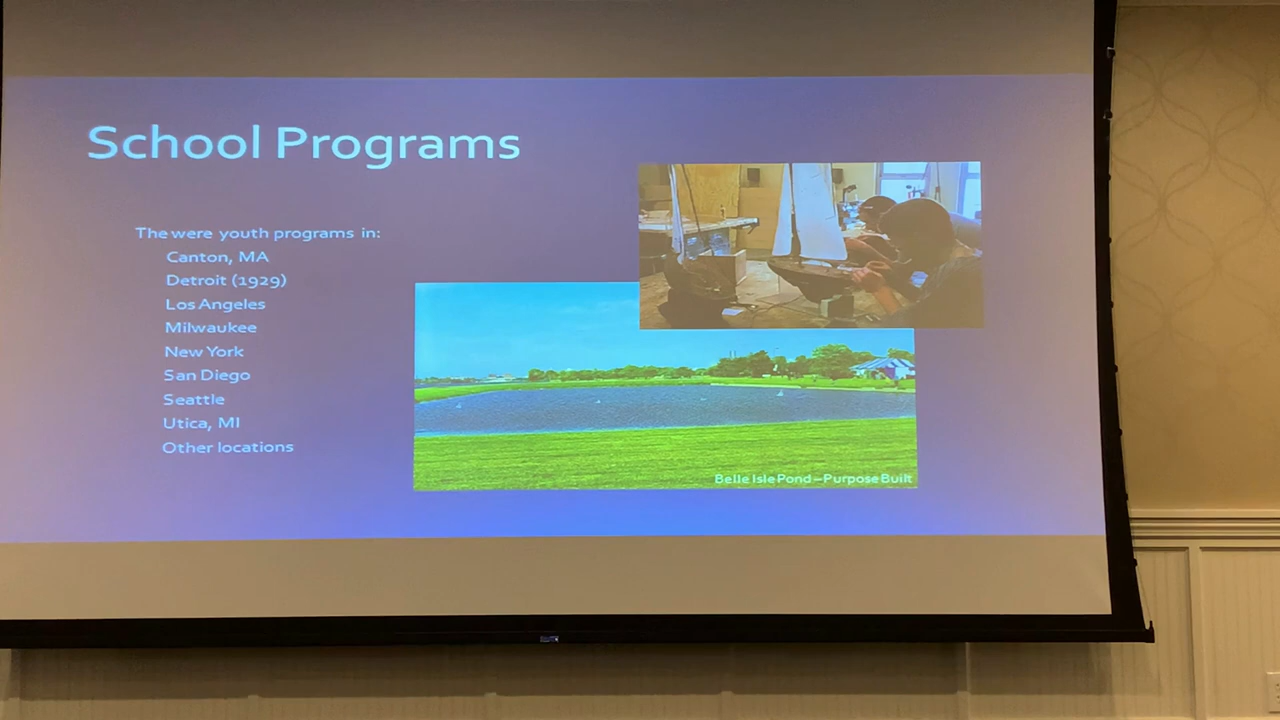 School Programs
The were youth programs in:
Canton, MA
Detroit (1929)
Los Angeles
Milwaukee
New York
San Diego
Seattle
Utica, MI
Other locations
Belle Isle Pond – Purpose Built